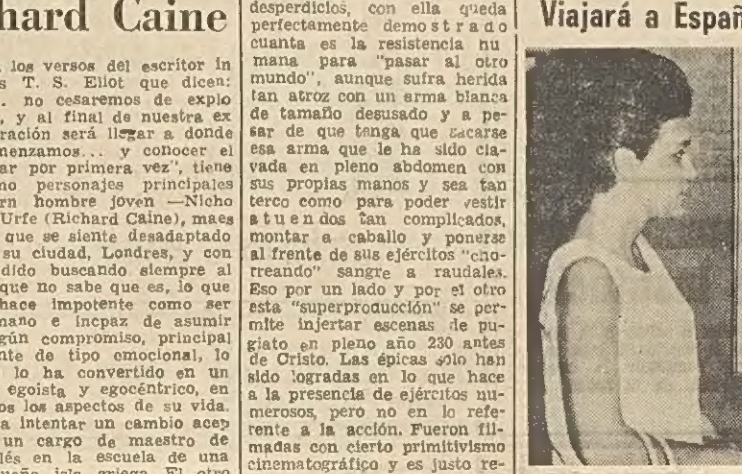 hard Caine
los versos del escritor in
s T. S. Eliot que dicen:
.. no cesaremos de explo
, y al final de nuestra ex
ración será llegar a donde
menzamos... y conocer el
ar por primera vez", tiene
mo personajes principales
ern hombre joven —Nicho
Urfe (Richard Caine), maes
que se siente desadaptado
su ciudad, Londres, y con
dido buscando siempre al
que no sabe que es, lo que
hace impotente como ser
mano e incpaz de asumir
gún compromiso, principal
nte de tipo emocional, lo
lo ha convertido en un
egoista y egocéntrico, en
os los aspectos de su vida.
a intentar un cambio acep
un cargo de maestro de
lés en la escuela de una
isla griega. El otro
desperdicios, con ella queda
perfectamente demostrado
cuanta es la resistencia hu
mana para "pasar al otro
mundo", aunque sufra herida
tan atroz con un arma blanca
de tamaño desusado y a pe-
sar de que tenga que sacarse
esa arma que le ha sido cla-
vada en pleno abdomen con
sus propias manos y sea tan
terco como para poder vestir
atuendos tan complicados,
montar a caballo y ponerse
al frente de sus ejércitos "cho-
rreando" sangre a raudales.
Eso por un lado y por el otro
esta "superproducción" se per-
mite injertar escenas de pu-
giato en pleno año 230 antes
de Cristo. Las épicas sólo han
sido logradas en lo que hace
a la presencia de ejércitos nu-
merosos, pero no en lo refe-
rente a la acción. Fueron fil-
madas con cierto primitivismo
cinematográfico y es justo re-
Viajará a Españ